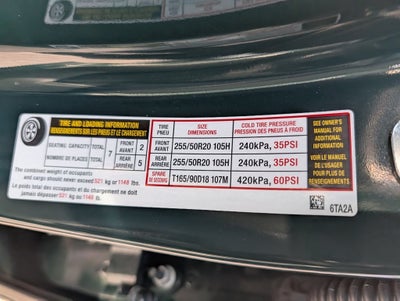 TIRE AND LOADING INFORMATION
RENSEIGNEMENTS SUR LES PNEUS ET LE CHARGEMENT
SEATING CAPACITY TOTAL 7 FRONT 2
AVANT
NOMBRE DE PLACES REAR 5
ARRIÈRE
The combined weight of occupants
and cargo should never exceed 521 kg or 1148 lbs.
Le poids total des occupants et du chargement ne doit
jamais dépasser 521 kg or 1148 lb.
TIRE SIZE COLD TIRE PRESSURE
PNEU DIMENSIONS PRESSION DES PNEUS À FROID
FRONT
AVANT 255/50R20 105H 240kPa, 35PSI
REAR
ARRIÈRE 255/50R20 105H 240kPa, 35PSI
SPARE
DE SECOURS T165/90D18 107M 420kPa, 60PSI
SEE OWNER'S
MANUAL FOR
ADDITIONAL
INFORMATION
VOIR LE MANUEL
DE L'USAGER
POUR PLUS DE
RENSEIGNEMENTS
6TA2A